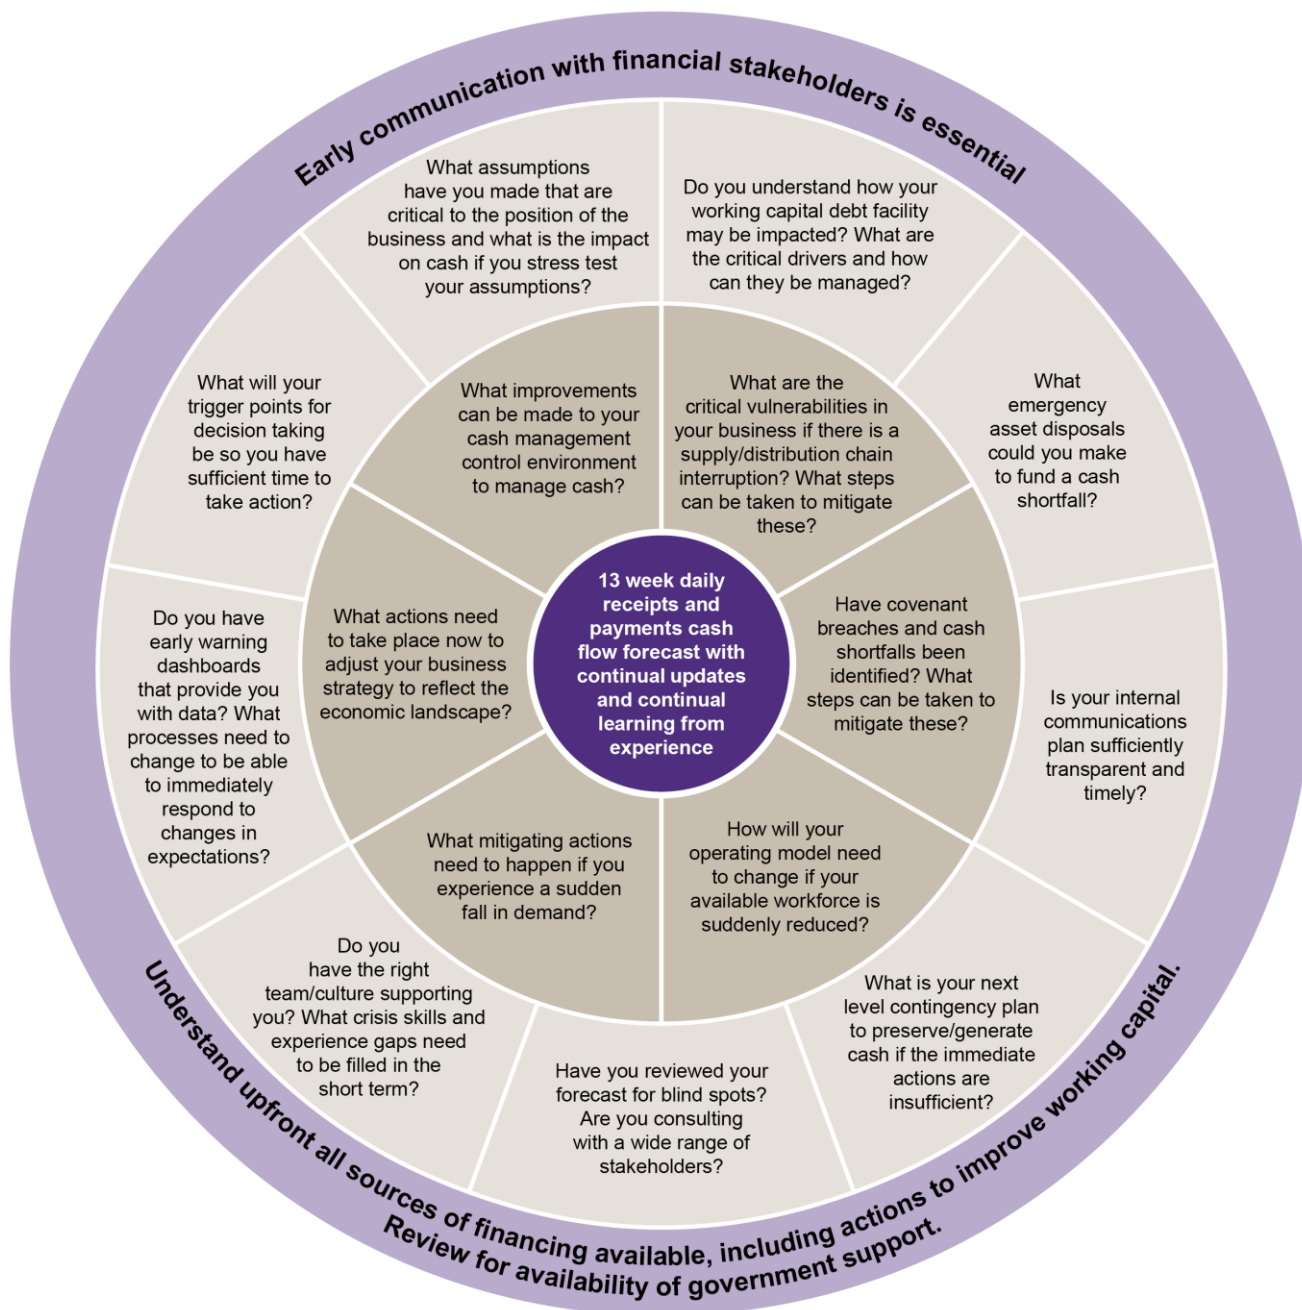 Early communication with financial stakeholders is essential
What assumptions
have you made that are
critical to the position of the
business and what is the impact
on cash if you stress test
your assumptions?
Do you understand how your
working capital debt facility
may be impacted? What are
the critical drivers and how
can they be managed?
What
emergency
asset disposals
could you make
to fund a cash
shortfall?
Is your internal
communications
plan sufficiently
transparent and
timely?
What is your next
level contingency plan
to preserve/generate
cash if the immediate
actions are
insufficient?
Have you reviewed your
forecast for blind spots?
Are you consulting
with a wide range of
stakeholders?
Do you
have the right
team/culture supporting
you? What crisis skills and
experience gaps need
to be filled in the
short term?
Do you have
early warning
dashboards
that provide you
with data? What
processes need to
change to be able
to immediately
respond to
changes in
expectations?
What will your
trigger points for
decision taking
be so you have
sufficient time to
take action?
What improvements
can be made to your
cash management
control environment
to manage cash?
What are the
critical vulnerabilities in
your business if there is a
supply/distribution chain
interruption? What steps
can be taken to mitigate
these?
Have covenant
breaches and cash
shortfalls been
identified? What
steps can be taken to
mitigate these?
How will your
operating model need
to change if your
available workforce is
suddenly reduced?
What mitigating actions
need to happen if you
experience a sudden
fall in demand?
What actions need
to take place now to
adjust your business
strategy to reflect the
economic landscape?
13 week daily
receipts and
payments cash
flow forecast with
continual updates
and continual
learning from
experience
Understand upfront all sources of financing available, including actions to improve working capital.
Review for availability of government support.